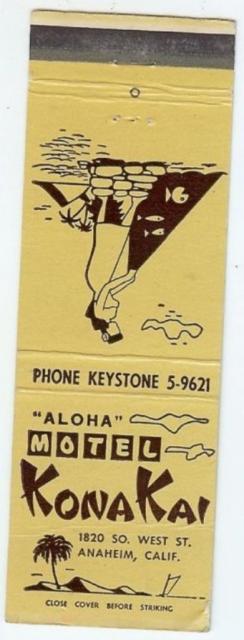 PHONE KEYSTONE 5-9621
"ALOHA"
MOTEL
KONA KAI
1820 SO. WEST ST.
ANAHEIM, CALIF.
CLOSE COVER BEFORE STRIKING